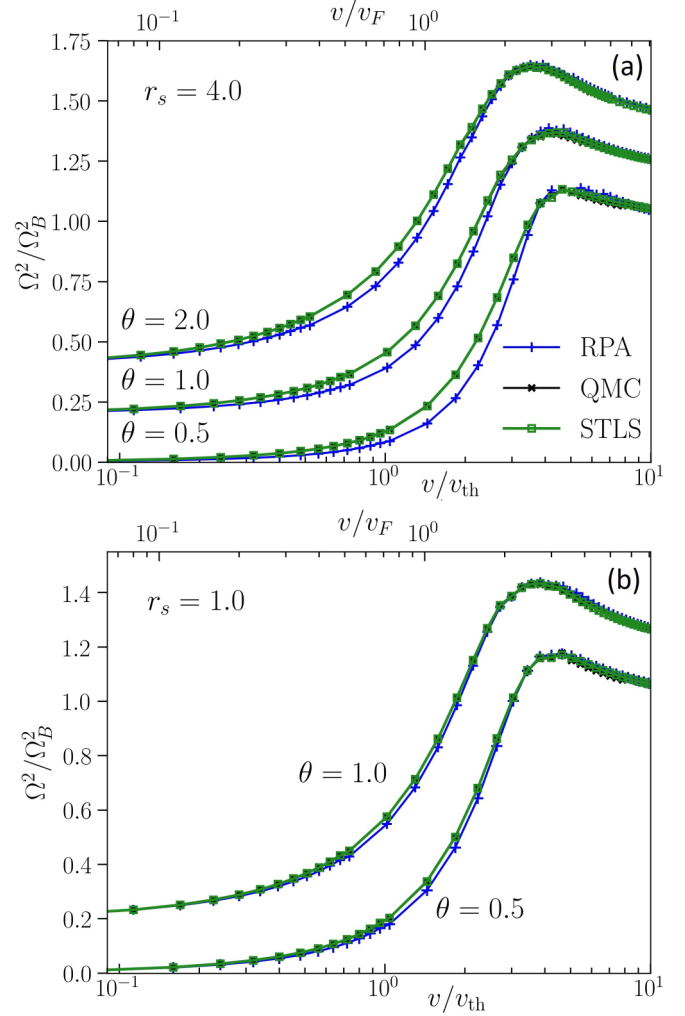 v/v_F
10⁻¹ 10⁰
(a)
r_s = 4.0
1.75
1.50
1.25
1.00
0.75
0.50
0.25
0.00
Ω²/Ω_B²
θ = 2.0
θ = 1.0
θ = 0.5
RPA
QMC
STLS
10⁻¹ 10⁰ 10¹
v/v_th
v/v_F
10⁻¹ 10⁰
(b)
r_s = 1.0
1.4
1.2
1.0
0.8
0.6
0.4
0.2
0.0
Ω²/Ω_B²
θ = 1.0
θ = 0.5
10⁻¹ 10⁰ 10¹
v/v_th